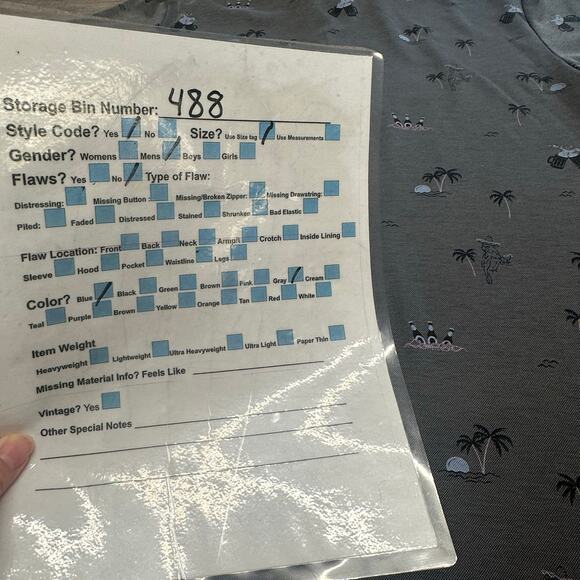 Storage Bin Number: 488
Style Code? Yes No Size? Use Size tag Use Measurements
Gender? Womens Mens Boys Girls
Flaws? Yes No Type of Flaw:
Distressing: Missing Button : Missing/Broken Zipper: Missing Drawstring:
Piled: Faded Distressed Stained Shrunken Bad Elastic
Flaw Location: Front Back Neck Armpit Crotch Inside Lining
Sleeve Hood Pocket Waistline Legs
Color? Blue Black Green Brown Pink Gray Cream
Teal Purple Brown Yellow Orange Tan Red White
Item Weight
Heavyweight Lightweight Ultra Heavyweight Ultra Light Paper Thin
Missing Material Info? Feels Like
Vintage? Yes
Other Special Notes